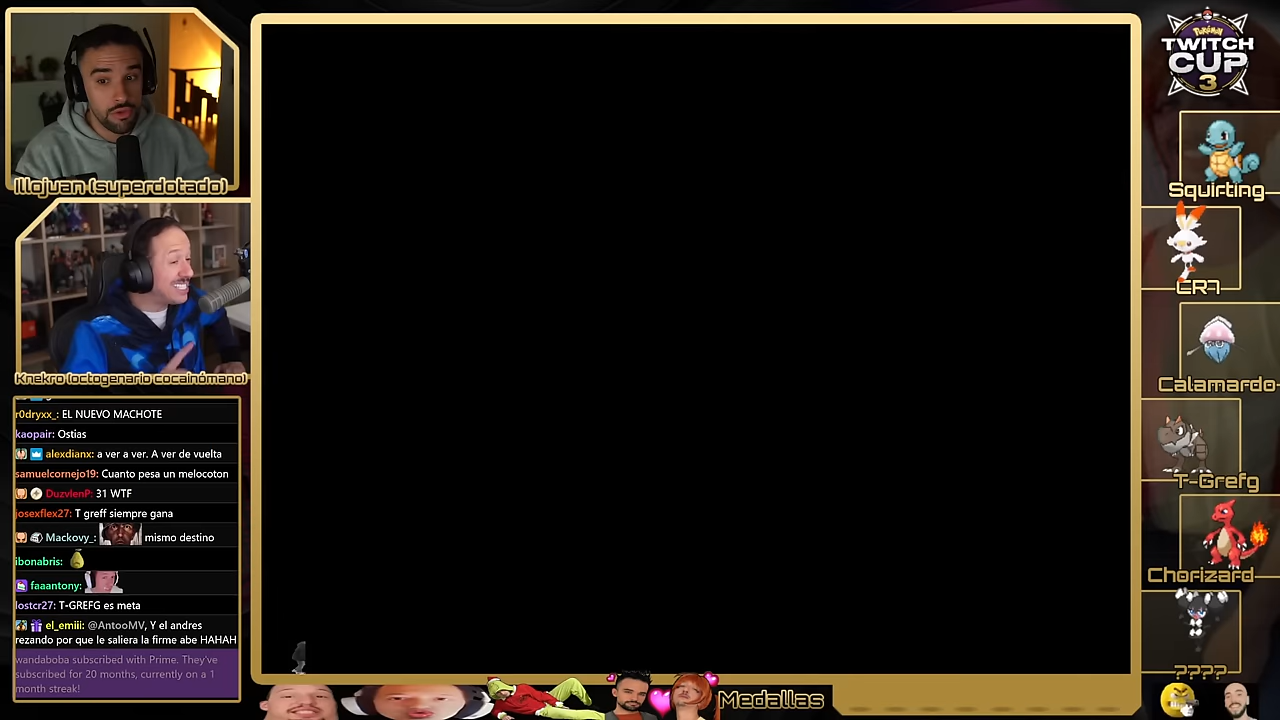 Illojuan (superdotado)
Knekro (octogenario cocainómano)
r0dryxx_: EL NUEVO MACHOTE
kaopair: Ostias
alexdianx: a ver a ver. A ver de vuelta
samuelcornejo19: Cuanto pesa un melocoton
DuzvlenP: 31 WTF
josexflex27: T greff siempre gana
Mackovy_: mismo destino
ibonabris:
faaantony:
lostcr27: T-GREFG es meta
el_emiii: @AntooMV, Y el andres
rezando por que le saliera la firme abe HAHAH
wandaboba subscribed with Prime. They've
subscribed for 20 months, currently on a 1
month streak!
Medallas
Pokémon
TWITCH
CUP
3
Squirting
CR7
Calamardo
T-Grefg
Chorizard
????